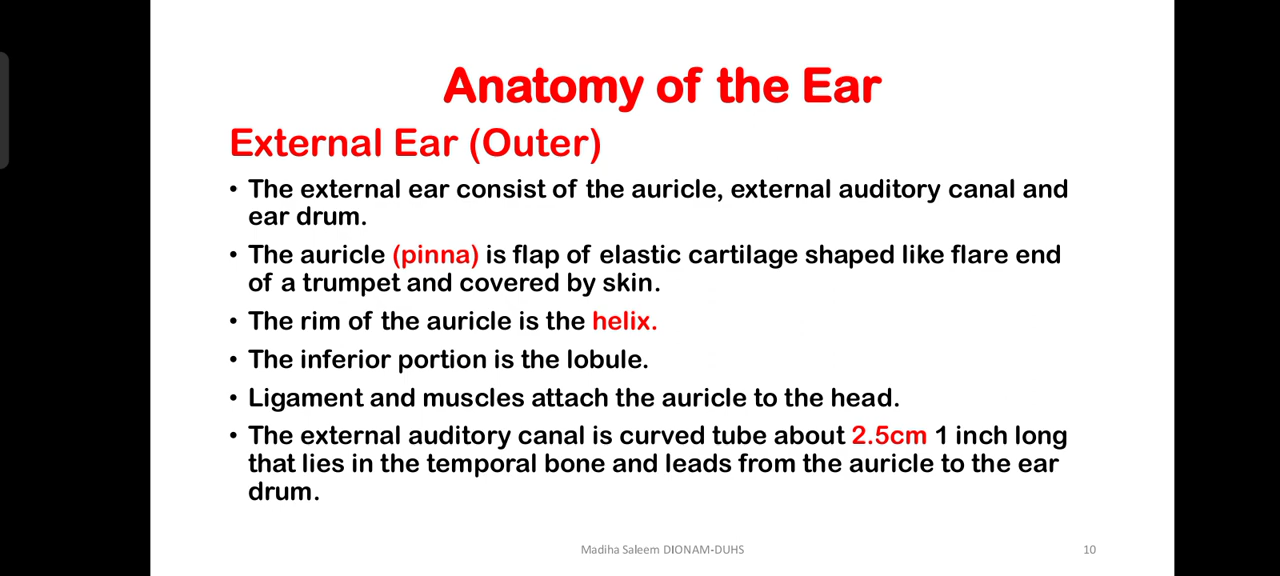 Anatomy of the Ear
External Ear (Outer)
• The external ear consist of the auricle, external auditory canal and
ear drum.
• The auricle (pinna) is flap of elastic cartilage shaped like flare end
of a trumpet and covered by skin.
• The rim of the auricle is the helix.
• The inferior portion is the lobule.
• Ligament and muscles attach the auricle to the head.
• The external auditory canal is curved tube about 2.5cm 1 inch long
that lies in the temporal bone and leads from the auricle to the ear
drum.
Madiha Saleem DIONAM-DUHS
10